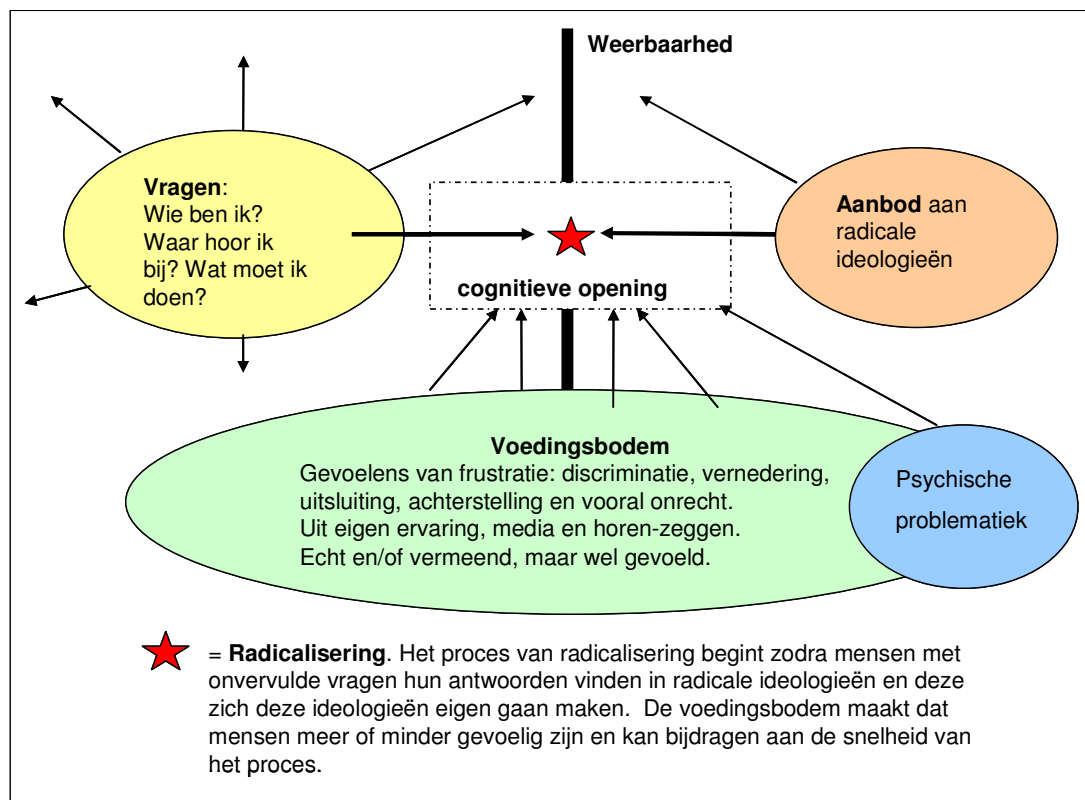 Weerbaarhed
Vragen:
Wie ben ik?
Waar hoor ik
bij? Wat moet ik
doen?
Aanbod aan
radicale
ideologieën
cognitieve opening
Voedingsbodem
Gevoelens van frustratie: discriminatie, vernedering,
uitsluiting, achterstelling en vooral onrecht.
Uit eigen ervaring, media en horen-zeggen.
Echt en/of vermeend, maar wel gevoeld.
Psychische
problematiek
= Radicalisering. Het proces van radicalisering begint zodra mensen met
onvervulde vragen hun antwoorden vinden in radicale ideologieën en deze
zich deze ideologieën eigen gaan maken.  De voedingsbodem maakt dat
mensen meer of minder gevoelig zijn en kan bijdragen aan de snelheid van
het proces.